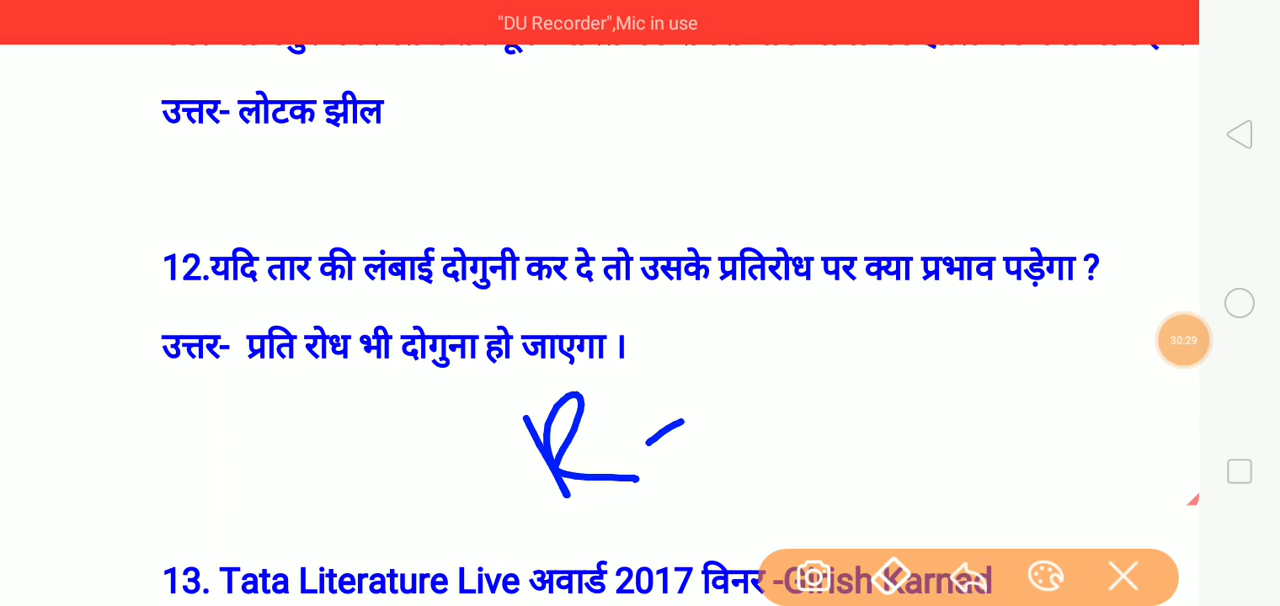 "DU Recorder",Mic in use
उत्तर- लोटक झील
12.यदि तार की लंबाई दोगुनी कर दे तो उसके प्रतिरोध पर क्या प्रभाव पड़ेगा ?
30:29
उत्तर- प्रति रोध भी दोगुना हो जाएगा ।
R -
13. Tata Literature Live अवार्ड 2017 विनर -Girish Karnad